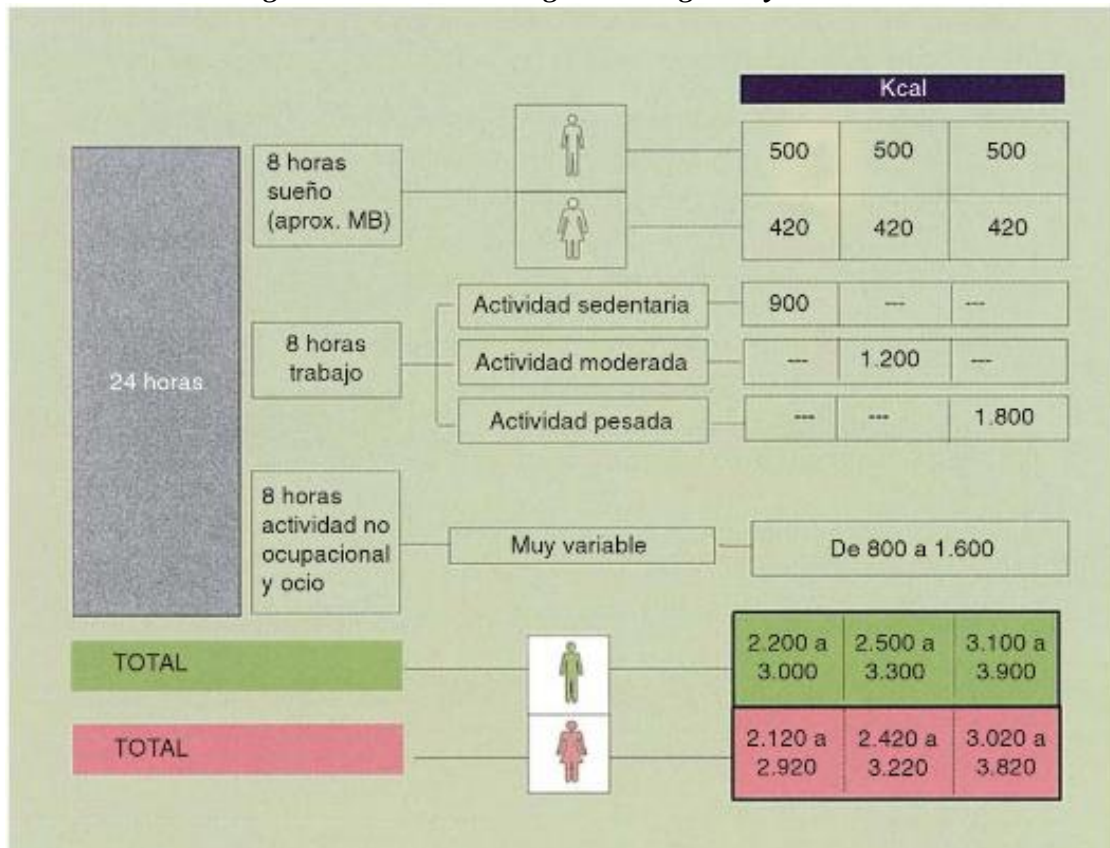 Kcal
8 horas
sueño
(aprox. MB)
500 500 500
420 420 420
24 horas
8 horas
trabajo
Actividad sedentaria 900 --- ---
Actividad moderada --- 1.200 ---
Actividad pesada --- --- 1.800
8 horas
actividad no
ocupacional
y ocio
Muy variable
De 800 a 1.600
TOTAL
2.200 a 2.500 a 3.100 a
3.000 3.300 3.900
TOTAL
2.120 a 2.420 a 3.020 a
2.920 3.220 3.820